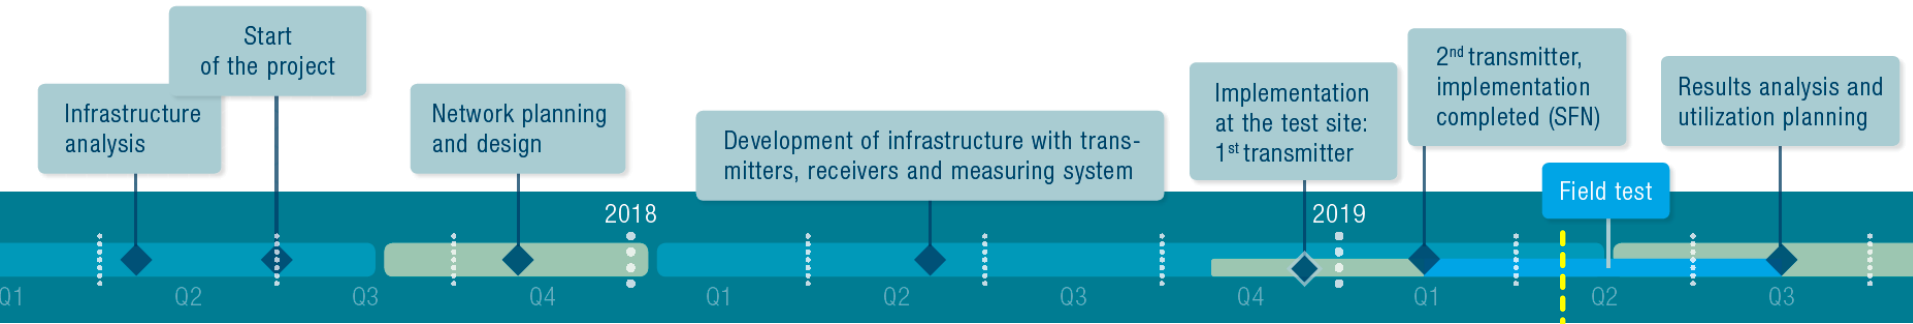 Start
of the project
Infrastructure
analysis
Network planning
and design
Development of infrastructure with trans-
mitters, receivers and measuring system
Implementation
at the test site:
1st transmitter
2nd transmitter,
implementation
completed (SFN)
Results analysis and
utilization planning
Field test
2018
2019
Q1 Q2 Q3 Q4 Q1 Q2 Q3 Q4 Q1 Q2 Q3